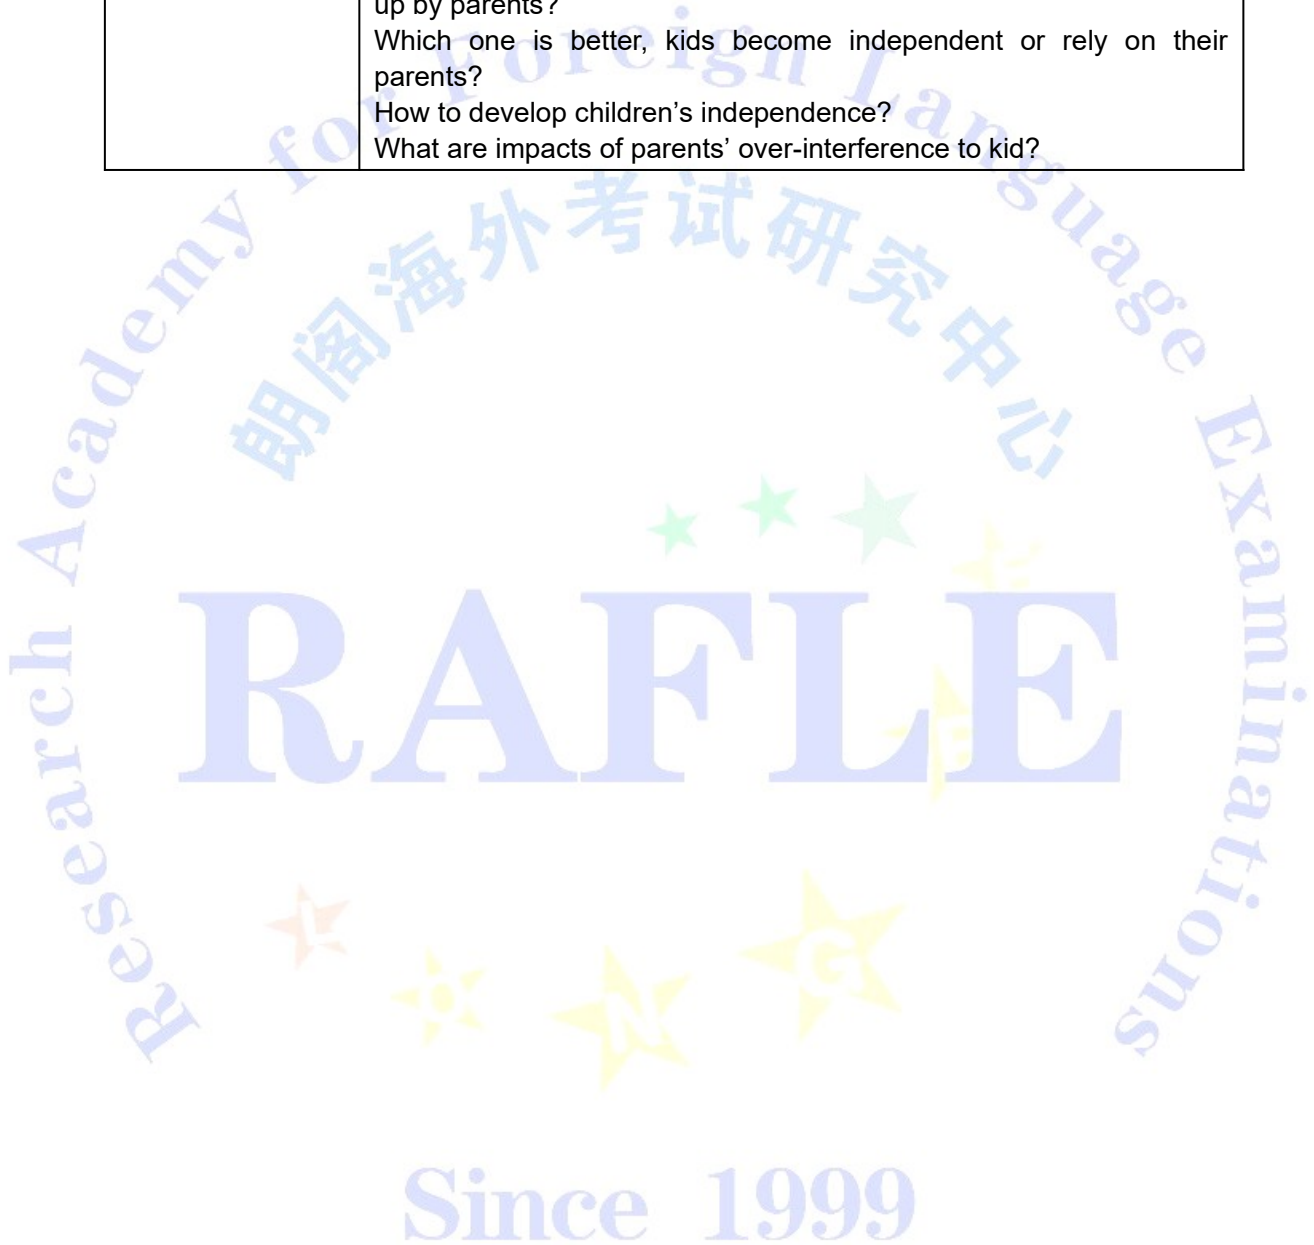 up by parents?
Which one is better, kids become independent or rely on their
parents?
How to develop children's independence?
What are impacts of parents' over-interference to kid?
Research Academy for Foreign Language Examinations
朗阁海外考试研究中心
RAFLE
L O N G
Since 1999